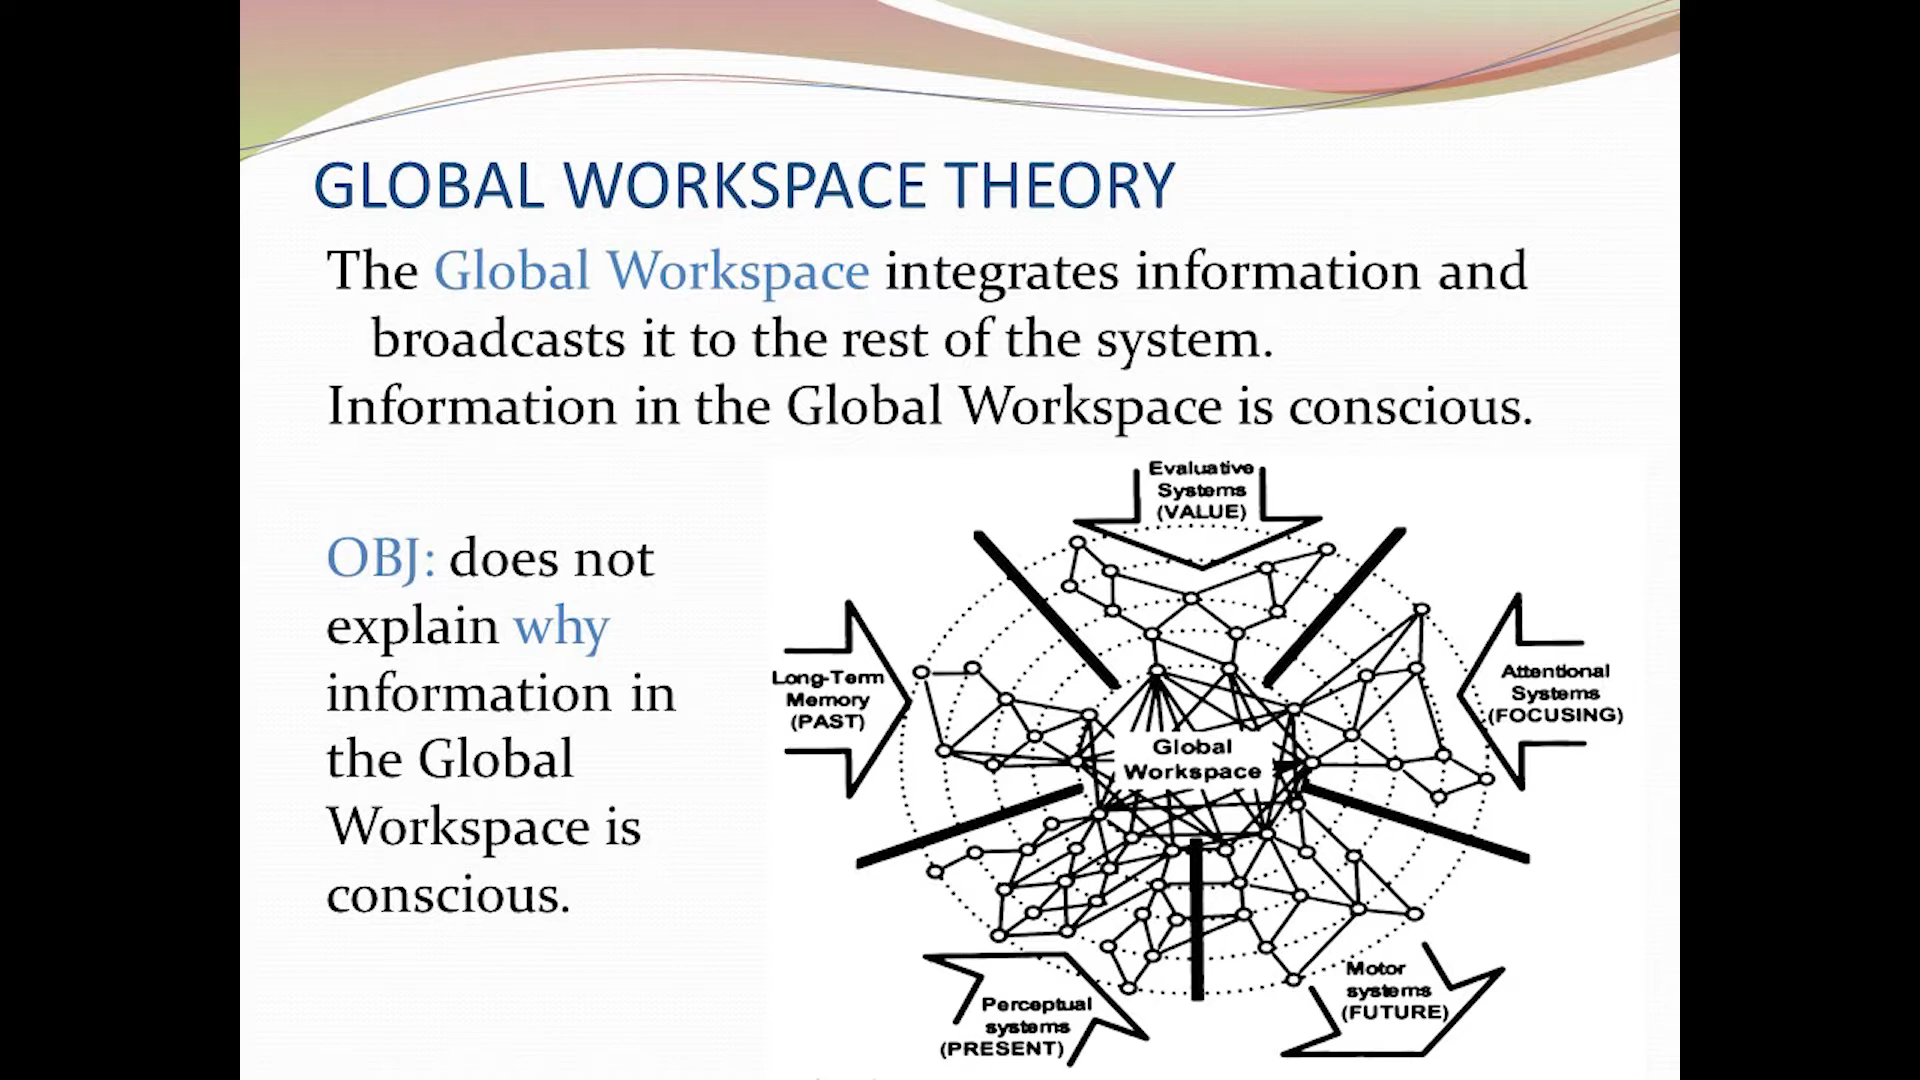 GLOBAL WORKSPACE THEORY
The Global Workspace integrates information and
broadcasts it to the rest of the system.
Information in the Global Workspace is conscious.
OBJ: does not
explain why
information in
the Global
Workspace is
conscious.
Evaluative
Systems
(VALUE)
Long-Term
Memory
(PAST)
Attentional
Systems
(FOCUSING)
Global
Workspace
Perceptual
systems
(PRESENT)
Motor
systems
(FUTURE)